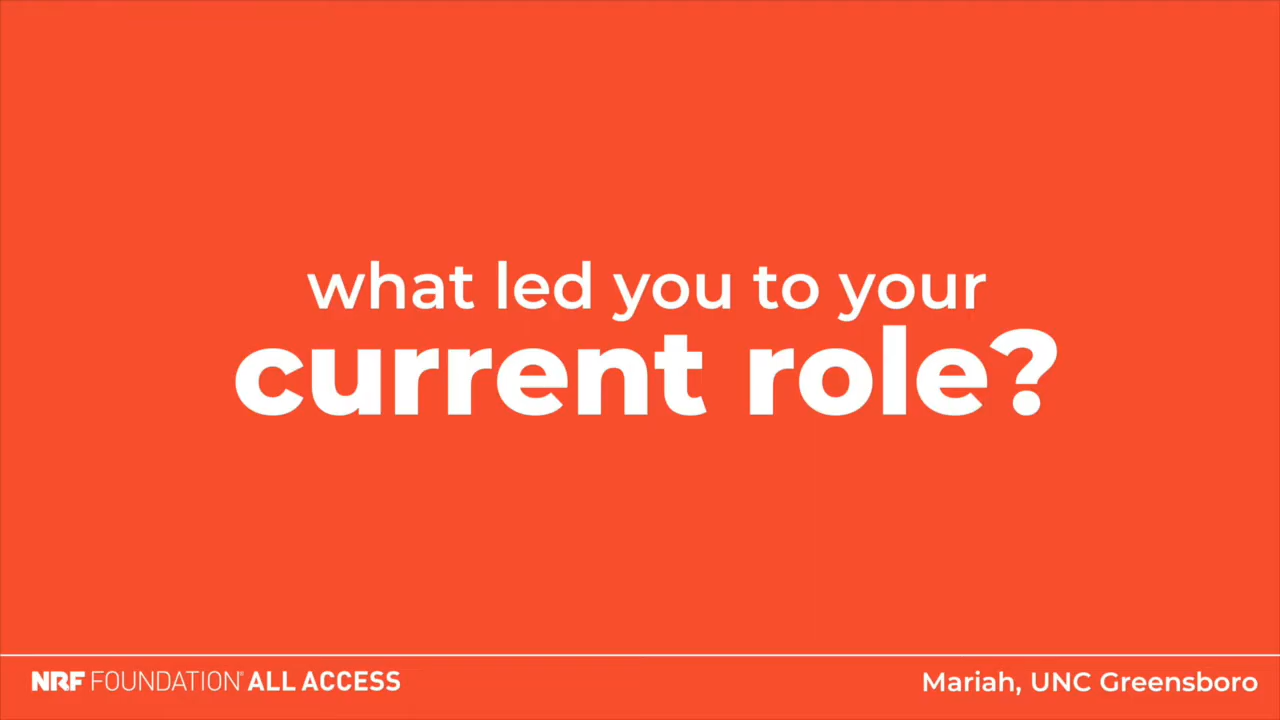 what led you to your
current role?
NRF FOUNDATION® ALL ACCESS
Mariah, UNC Greensboro